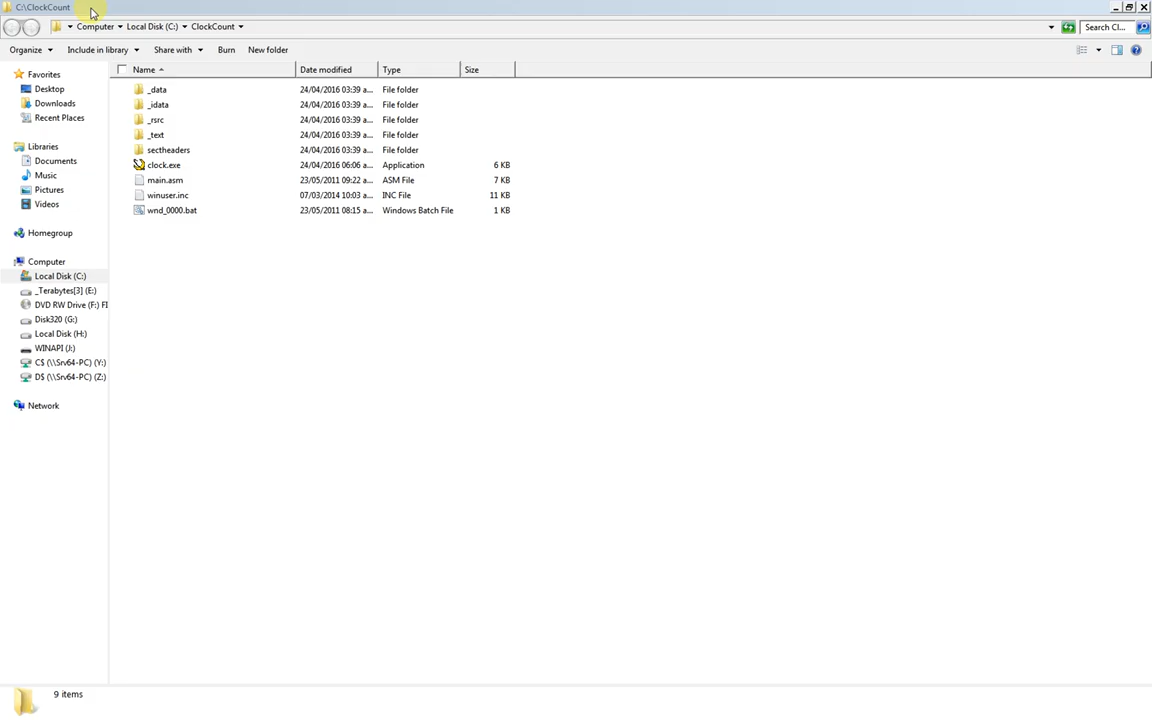 C:\ClockCount
Computer Local Disk (C:) ClockCount Search Cl...
Organize Include in library Share with Burn New folder
Name Date modified Type Size
_data 24/04/2016 03:39 a... File folder
_idata 24/04/2016 03:39 a... File folder
_rsrc 24/04/2016 03:39 a... File folder
_text 24/04/2016 03:39 a... File folder
sectheaders 24/04/2016 03:39 a... File folder
clock.exe 24/04/2016 06:06 a... Application 6 KB
main.asm 23/05/2011 09:22 a... ASM File 7 KB
winuser.inc 07/03/2014 10:03 a... INC File 11 KB
wnd_0000.bat 23/05/2011 08:15 a... Windows Batch File 1 KB
Favorites
Desktop
Downloads
Recent Places
Libraries
Documents
Music
Pictures
Videos
Homegroup
Computer
Local Disk (C:)
_Terabytes[3] (E:)
DVD RW Drive (F:) FI
Disk320 (G:)
Local Disk (H:)
WINAPI (J:)
C$ (\\Srv64-PC) (Y:)
D$ (\\Srv64-PC) (Z:)
Network
9 items